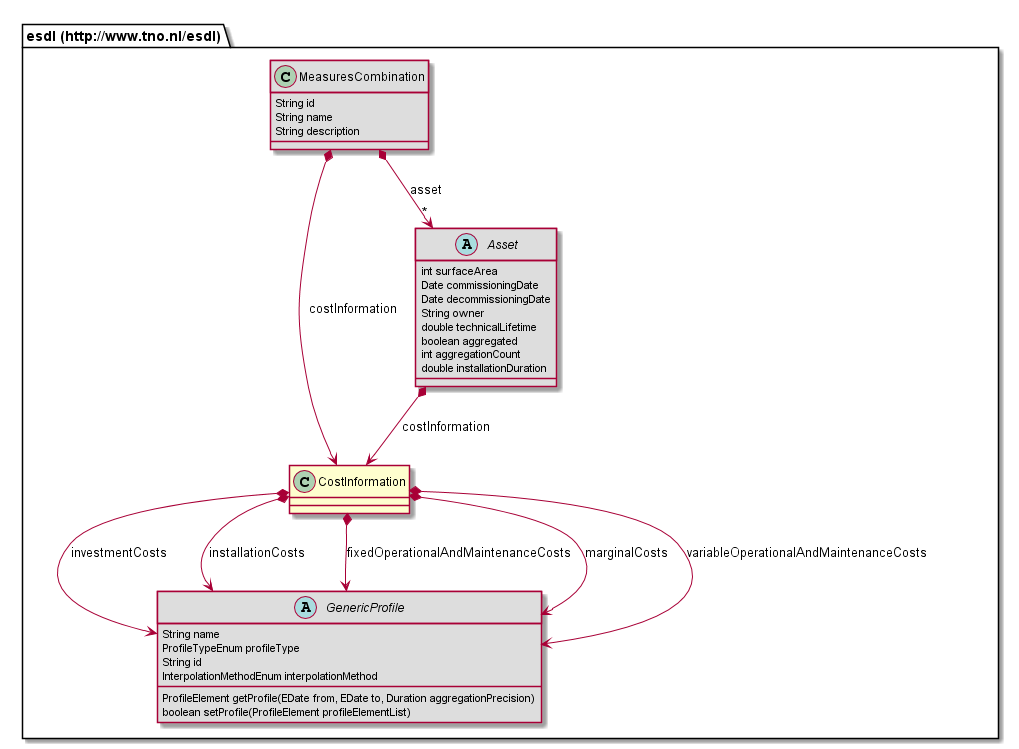 esdl (http://www.tno.nl/esdl)
C MeasuresCombination
String id
String name
String description
asset
*
A Asset
int surfaceArea
Date commissioningDate
Date decommissioningDate
String owner
double technicalLifetime
boolean aggregated
int aggregationCount
double installationDuration
costInformation
costInformation
C CostInformation
investmentCosts
installationCosts
fixedOperationalAndMaintenanceCosts
marginalCosts
variableOperationalAndMaintenanceCosts
A GenericProfile
String name
ProfileTypeEnum profileType
String id
InterpolationMethodEnum interpolationMethod
ProfileElement getProfile(EDate from, EDate to, Duration aggregationPrecision)
boolean setProfile(ProfileElement profileElementList)